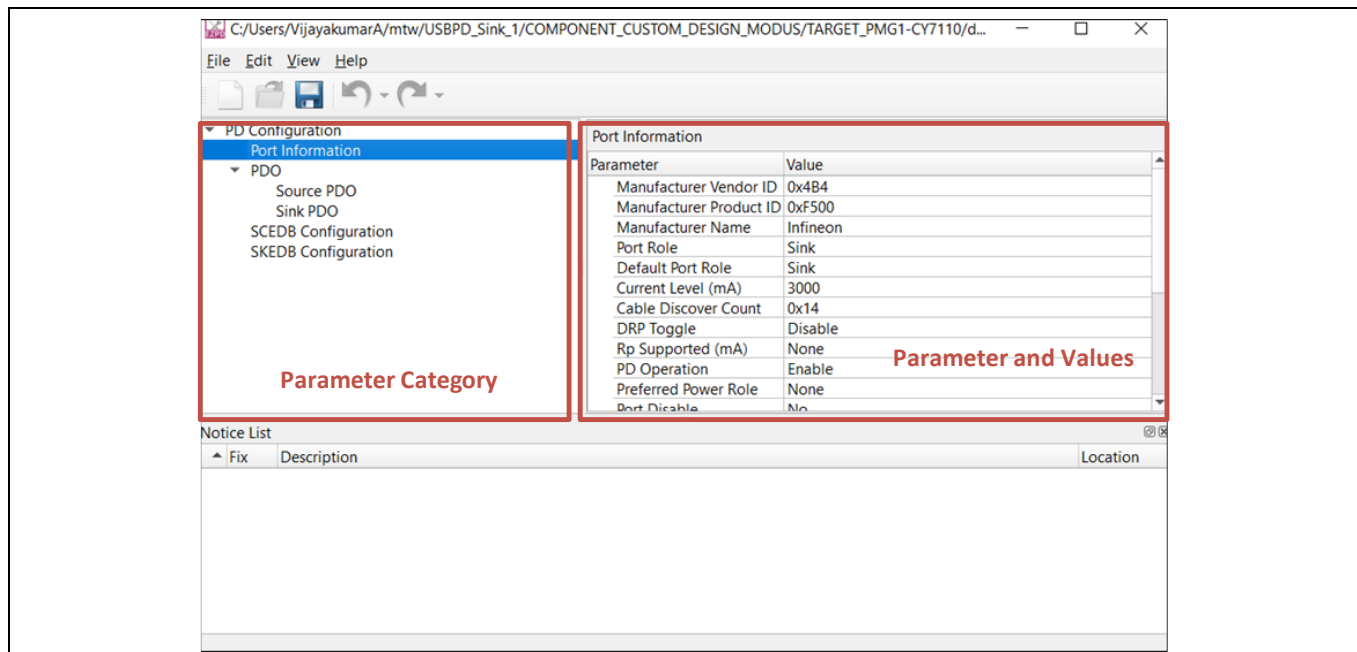 C:/Users/VijayakumarA/mtw/USBPD_Sink_1/COMPONENT_CUSTOM_DESIGN_MODUS/TARGET_PMG1-CY7110/d...
File Edit View Help
PD Configuration
Port Information
PDO
Source PDO
Sink PDO
SCEDB Configuration
SKEDB Configuration
Parameter Category
Port Information
Parameter Value
Manufacturer Vendor ID 0x4B4
Manufacturer Product ID 0xF500
Manufacturer Name Infineon
Port Role Sink
Default Port Role Sink
Current Level (mA) 3000
Cable Discover Count 0x14
DRP Toggle Disable
Rp Supported (mA) None
PD Operation Enable
Preferred Power Role None
Port Disable No
Parameter and Values
Notice List
Fix Description Location